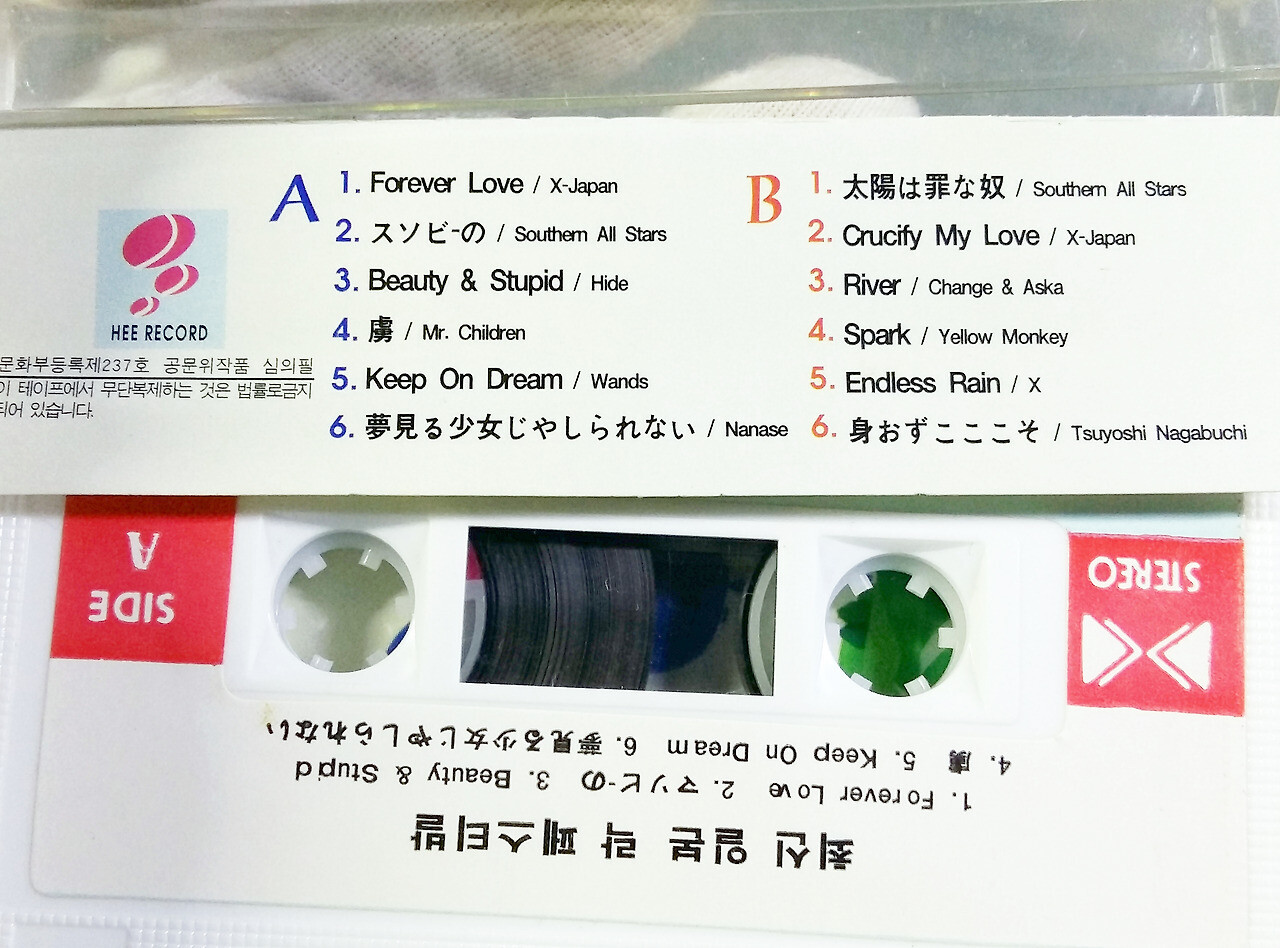 HEE RECORD
문화부등록제237호 공문위작품 심의필
이 테이프에서 무단복제하는 것은 법률로금지
되어 있습니다.
A
1. Forever Love / X-Japan
2. スソビｰの / Southern All Stars
3. Beauty & Stupid / Hide
4. 虜 / Mr. Children
5. Keep On Dream / Wands
6. 夢見る少女じやしられない / Nanase
B
1. 太陽は罪な奴 / Southern All Stars
2. Crucify My Love / X-Japan
3. River / Change & Aska
4. Spark / Yellow Monkey
5. Endless Rain / X
6. 身おずこここそ / Tsuyoshi Nagabuchi
SIDE
A
STEREO
최신 일본 락 페스티발
1. Forever Love 2. マソビ-の 3. Beauty & Stupid
4. 虜 5. Keep On Dream 6. 夢見る少女じやしられない